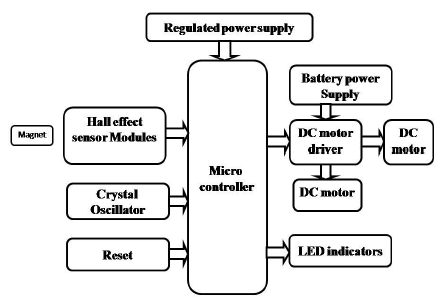 Regulated power supply
Battery power
Supply
Hall effect
sensor Modules
Magnet
DC motor
driver
DC
motor
Micro
controller
Crystal
Oscillator
DC motor
Reset
LED indicators